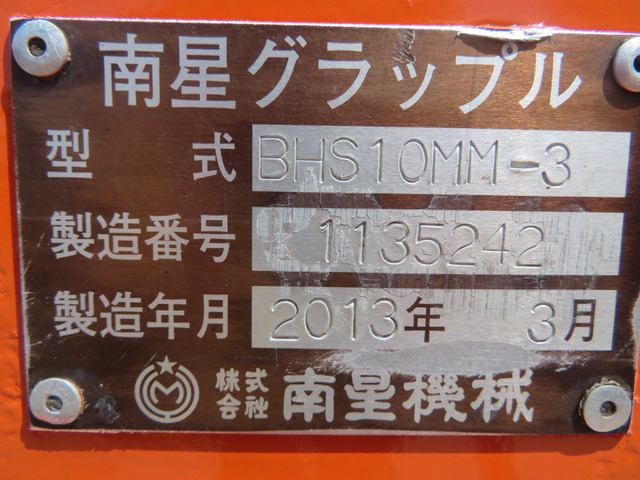 南星グラップル
型式 BHS10MM-3
製造番号 1135242
製造年月 2013年 3月
株式会社 南星機械